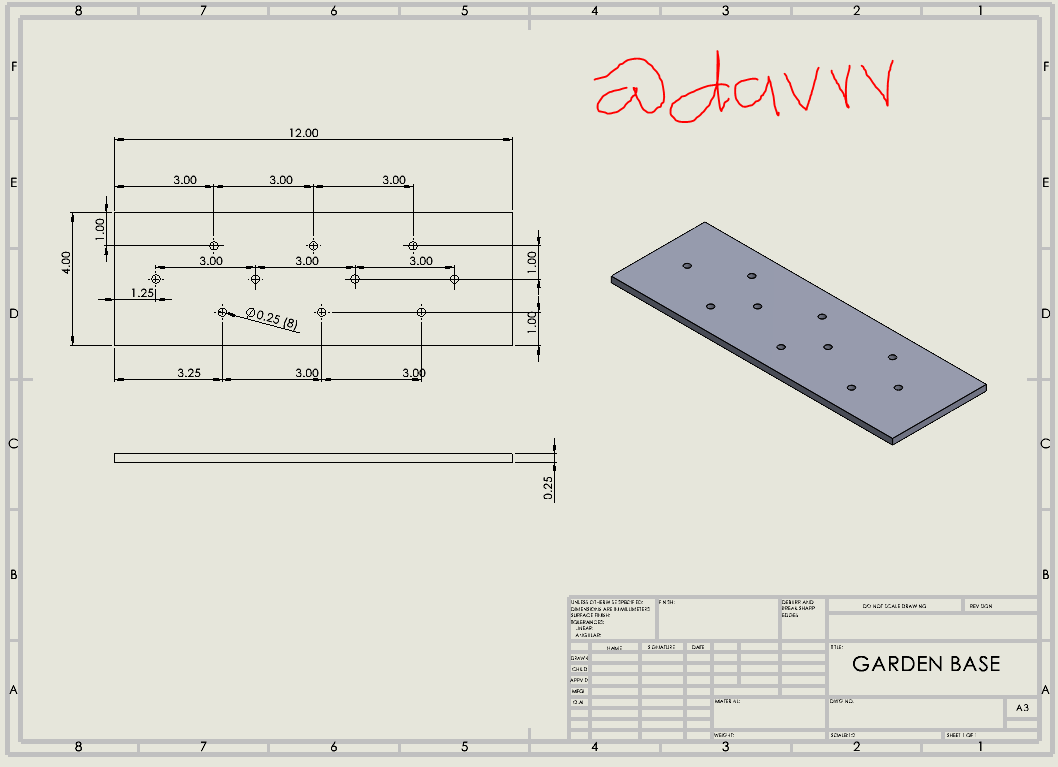 8 7 6 5 4 3 2 1
F F
12.00
E E
3.00 3.00 3.00
1.00
4.00
3.00 3.00 3.00
1.00
1.25
D D
Ø0.25 (8)
1.00
3.25 3.00 3.00
C C
0.25
B B
UNLESS OTHERWISE SPECIFIED:
DIMENSIONS ARE IN MILLIMETERS
SURFACE FINISH:
TOLERANCES:
LINEAR:
ANGULAR:
FINISH:
DEBURR AND
BREAK SHARP
EDGES
DO NOT SCALE DRAWING
REVISION
NAME SIGNATURE DATE
DRAWN
CHK'D
APPV'D
MFG
Q.A
TITLE:
GARDEN BASE
A A
MATERIAL:
DWG NO.
A3
WEIGHT:
SCALE:1:2
SHEET 1 OF 1
8 7 6 5 4 3 2 1